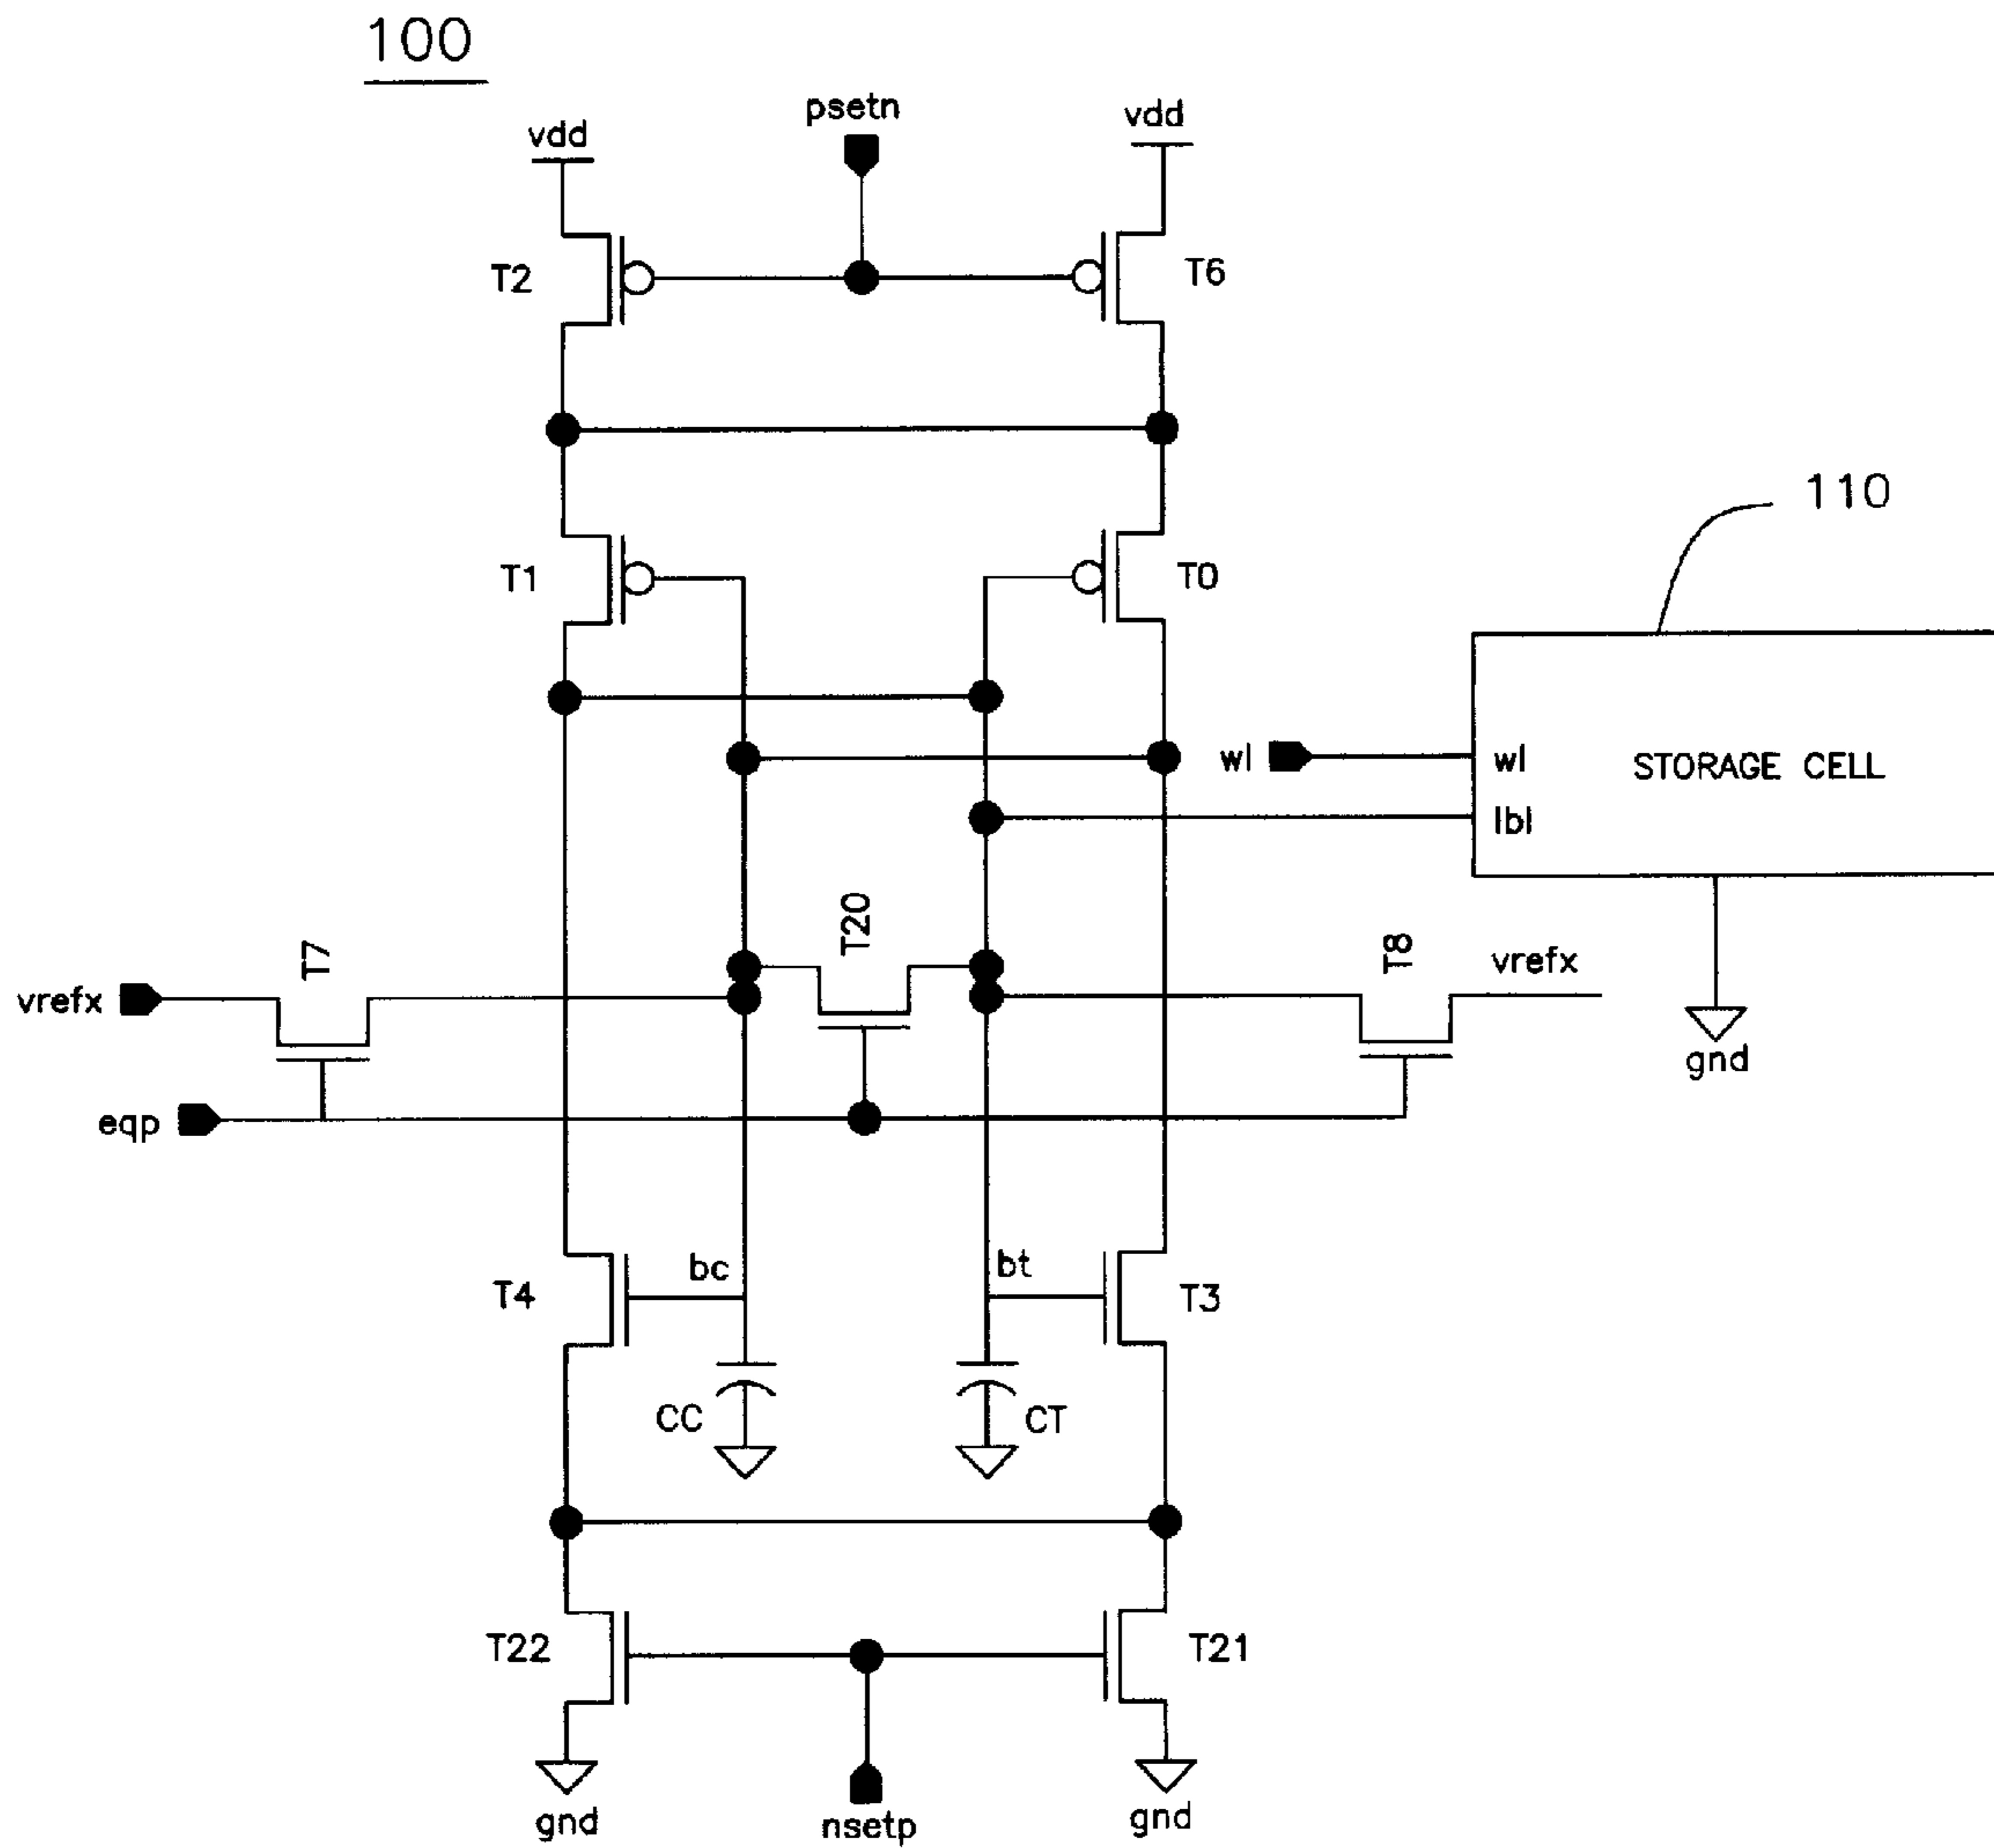 100
psetn
vdd
vdd
T2
T6
110
T1
T0
wl
wl
STORAGE CELL
lbl
T20
T7
T8
vrefx
vrefx
gnd
eqp
bc
bt
T4
T3
CC
CT
T22
T21
gnd
nsetp
gnd